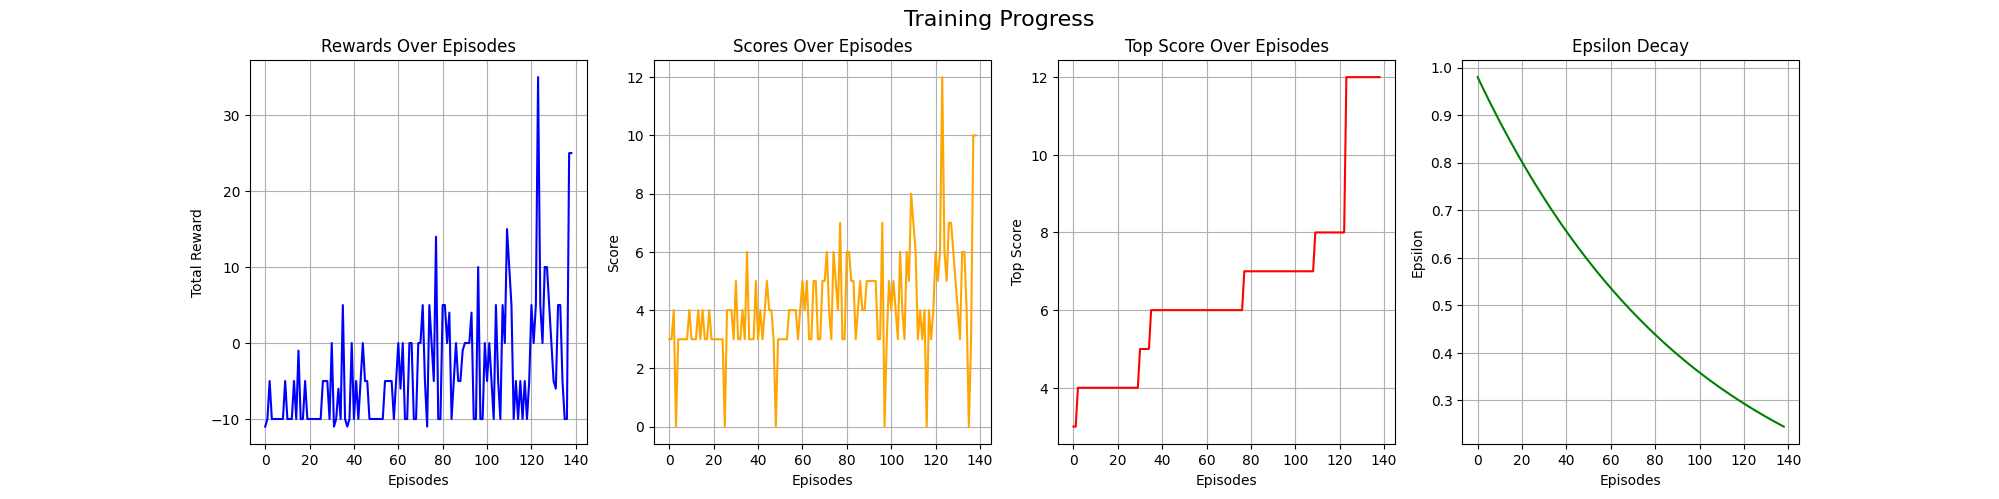 Training Progress
Rewards Over Episodes
Total Reward
30
20
10
0
−10
0 20 40 60 80 100 120 140
Episodes
Scores Over Episodes
Score
12
10
8
6
4
2
0
0 20 40 60 80 100 120 140
Episodes
Top Score Over Episodes
Top Score
12
10
8
6
4
0 20 40 60 80 100 120 140
Episodes
Epsilon Decay
Epsilon
1.0
0.9
0.8
0.7
0.6
0.5
0.4
0.3
0 20 40 60 80 100 120 140
Episodes